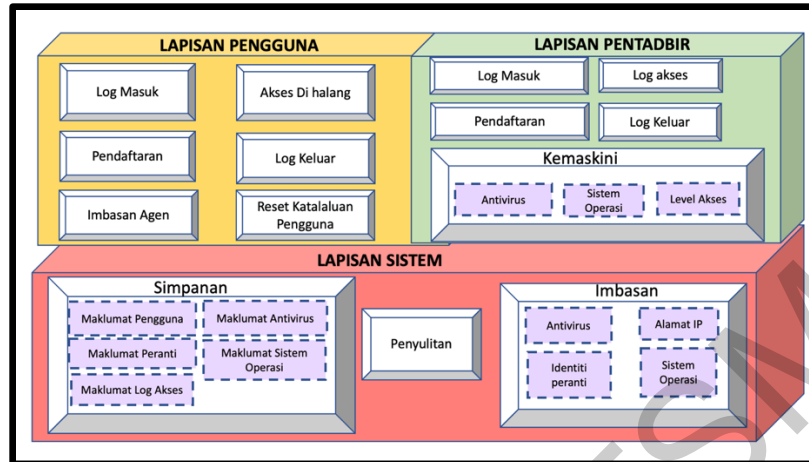 LAPISAN PENGGUNA
Log Masuk
Akses Di halang
Pendaftaran
Log Keluar
Imbasan Agen
Reset Katalaluan
Pengguna
LAPISAN PENTADBIR
Log Masuk
Log akses
Pendaftaran
Log Keluar
Kemaskini
Antivirus
Sistem
Operasi
Level Akses
LAPISAN SISTEM
Simpanan
Maklumat Pengguna
Maklumat Antivirus
Maklumat Peranti
Maklumat Sistem
Operasi
Maklumat Log Akses
Penyulitan
Imbasan
Antivirus
Alamat IP
Identiti
peranti
Sistem
Operasi